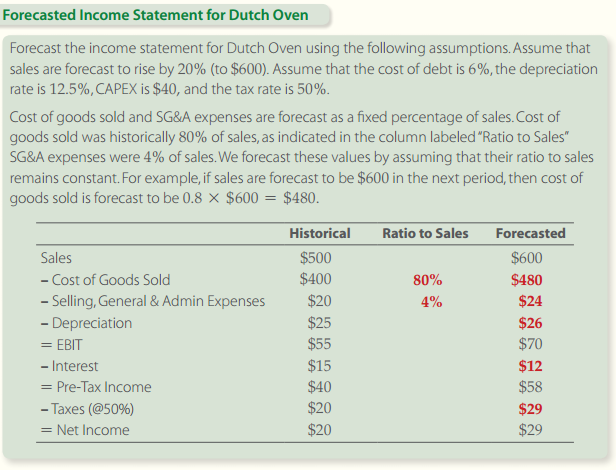 Forecasted Income Statement for Dutch Oven
Forecast the income statement for Dutch Oven using the following assumptions. Assume that
sales are forecast to rise by 20% (to $600). Assume that the cost of debt is 6%, the depreciation
rate is 12.5%, CAPEX is $40, and the tax rate is 50%.
Cost of goods sold and SG&A expenses are forecast as a fixed percentage of sales. Cost of
goods sold was historically 80% of sales, as indicated in the column labeled “Ratio to Sales”
SG&A expenses were 4% of sales. We forecast these values by assuming that their ratio to sales
remains constant. For example, if sales are forecast to be $600 in the next period, then cost of
goods sold is forecast to be 0.8 × $600 = $480.
Historical Ratio to Sales Forecasted
Sales $500 $600
– Cost of Goods Sold $400 80% $480
– Selling, General & Admin Expenses $20 4% $24
– Depreciation $25 $26
= EBIT $55 $70
– Interest $15 $12
= Pre-Tax Income $40 $58
– Taxes (@50%) $20 $29
= Net Income $20 $29